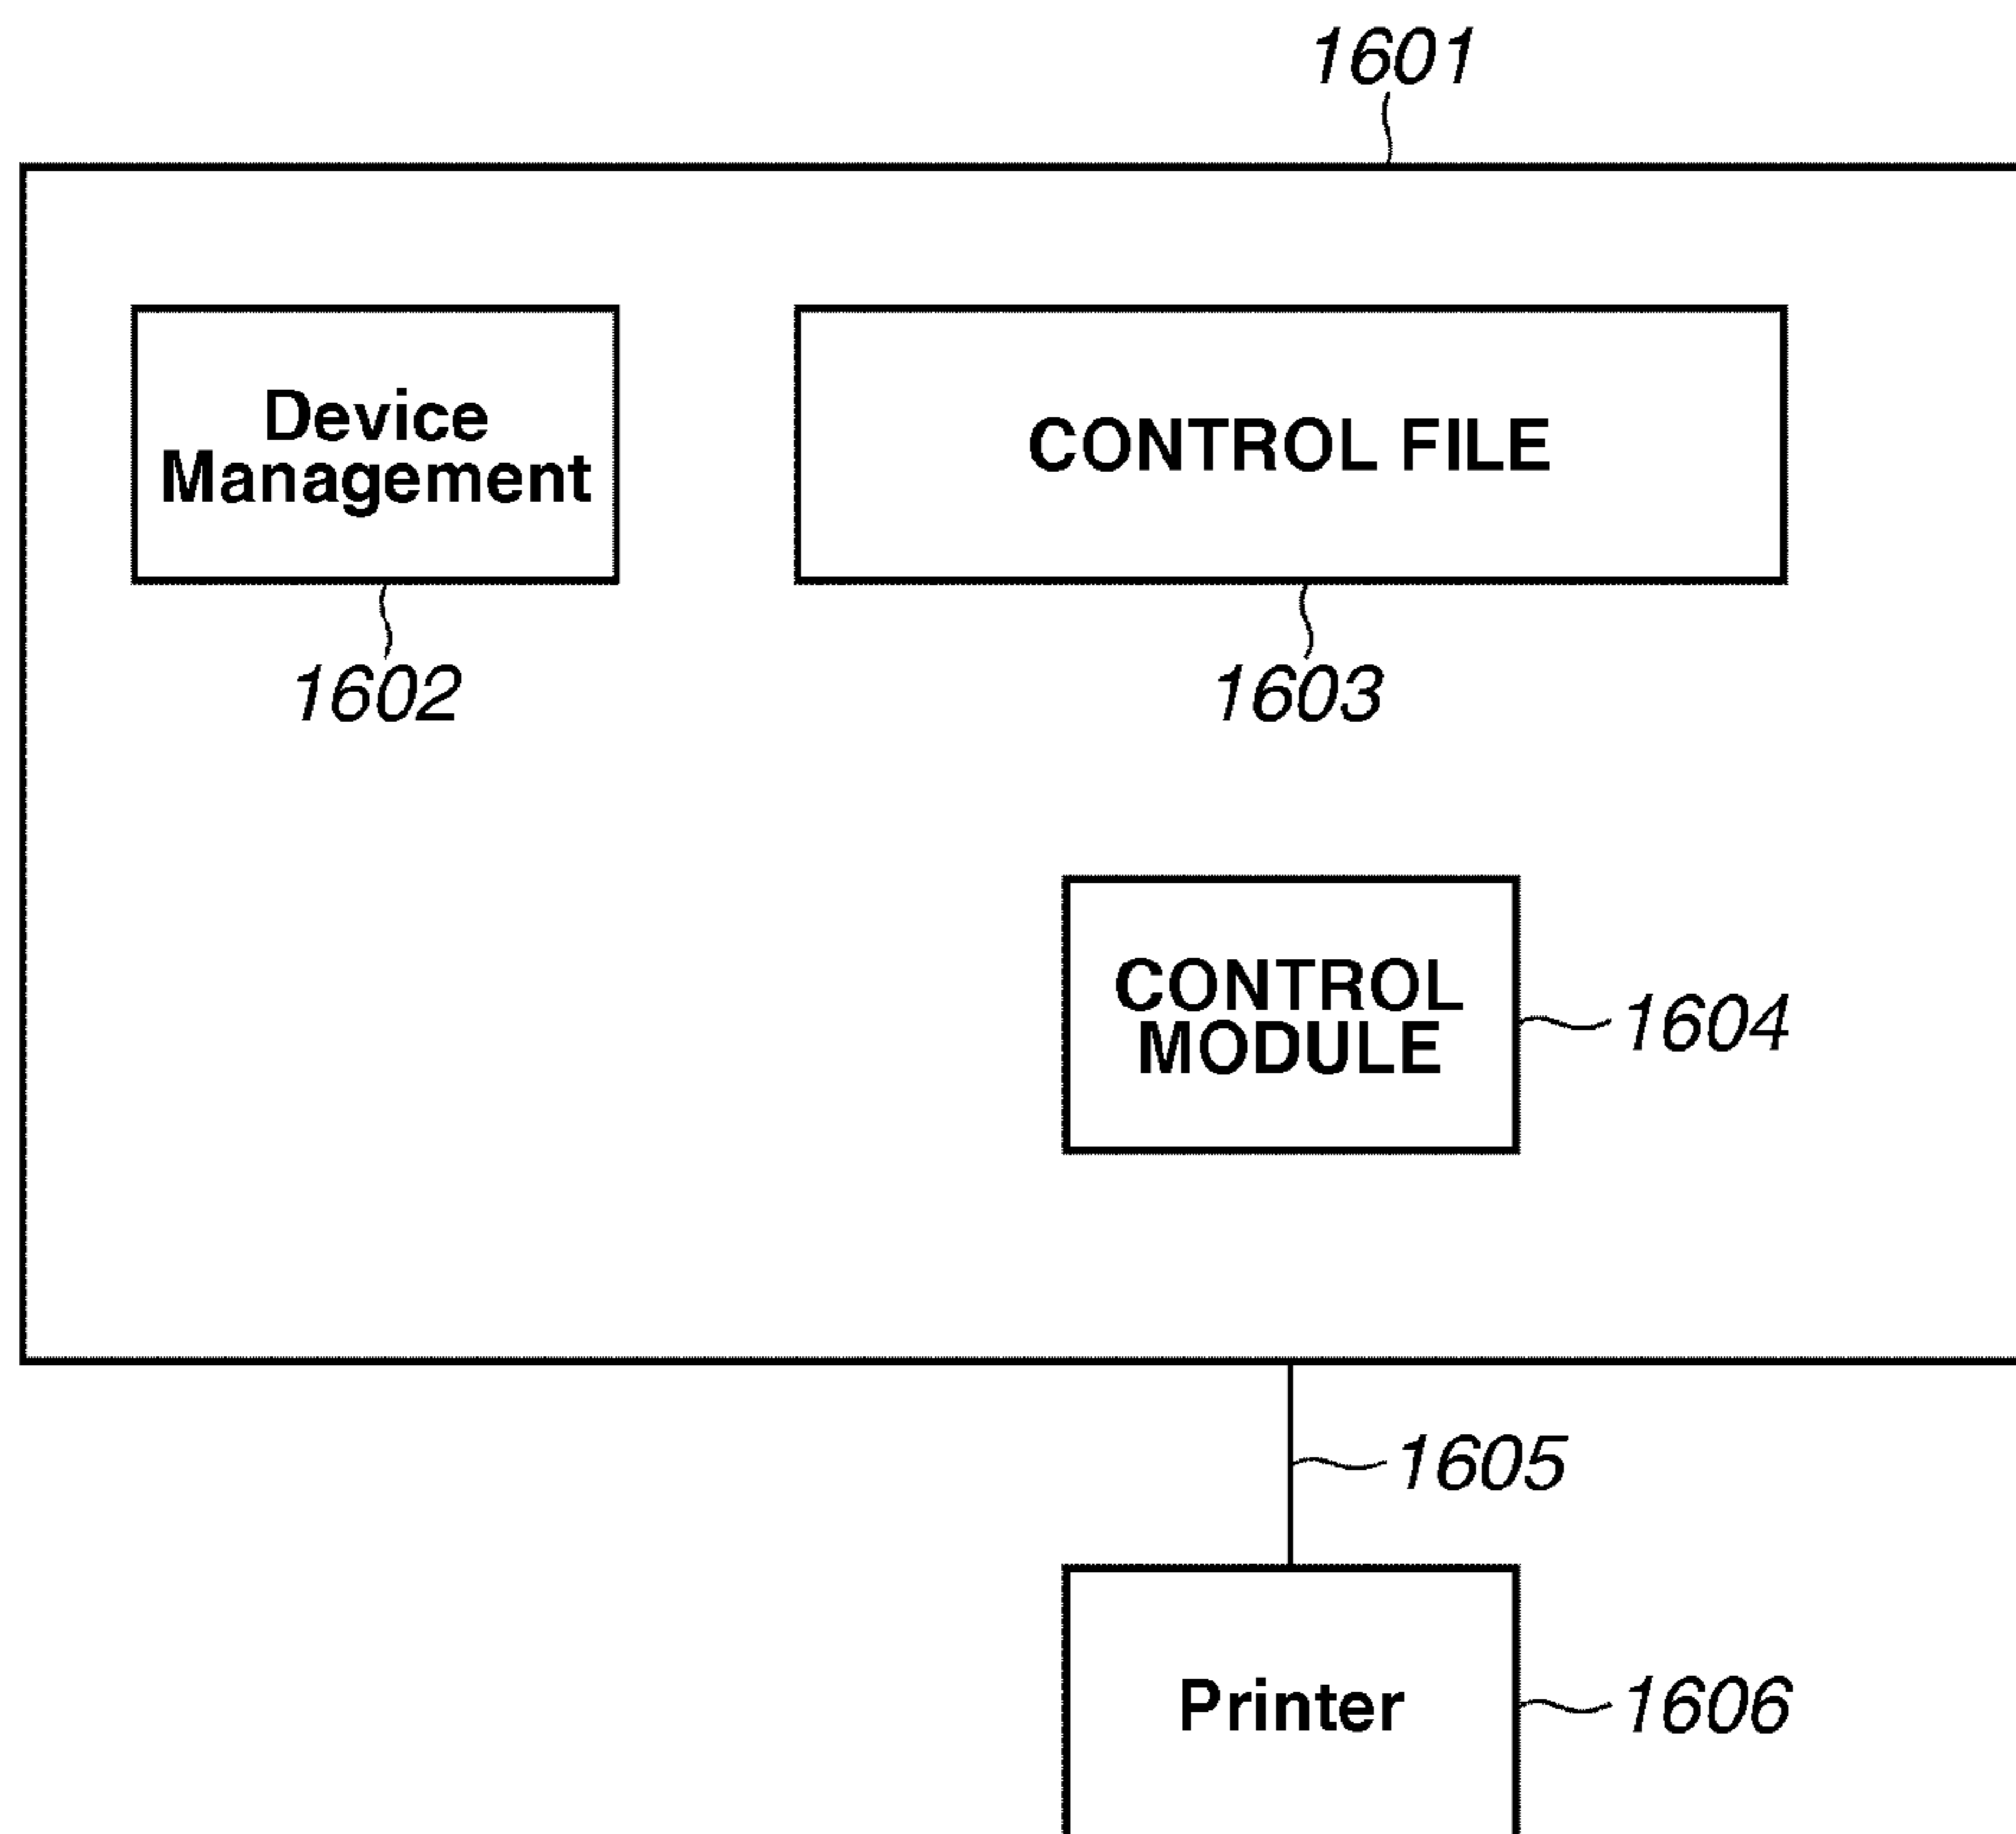 1601
Device
Management
CONTROL FILE
1602
1603
CONTROL
MODULE
1604
1605
Printer
1606